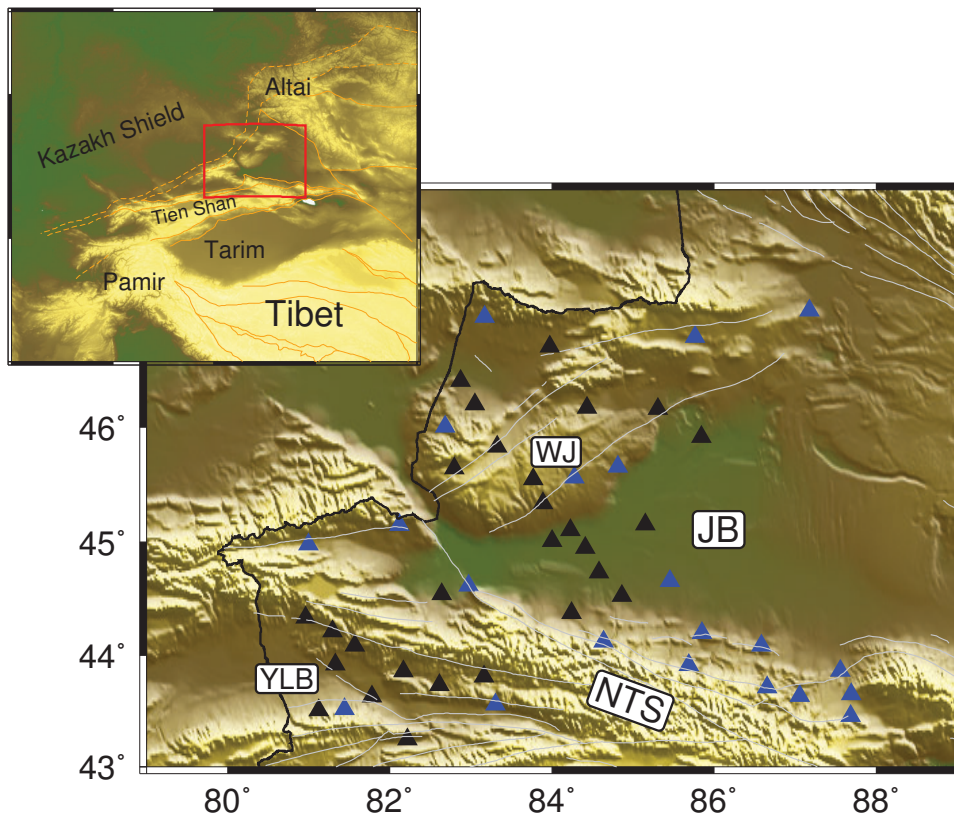 Altai
Kazakh Shield
Tien Shan
Tarim
Pamir
Tibet
WJ
JB
YLB
NTS
46˚
45˚
44˚
43˚
80˚
82˚
84˚
86˚
88˚